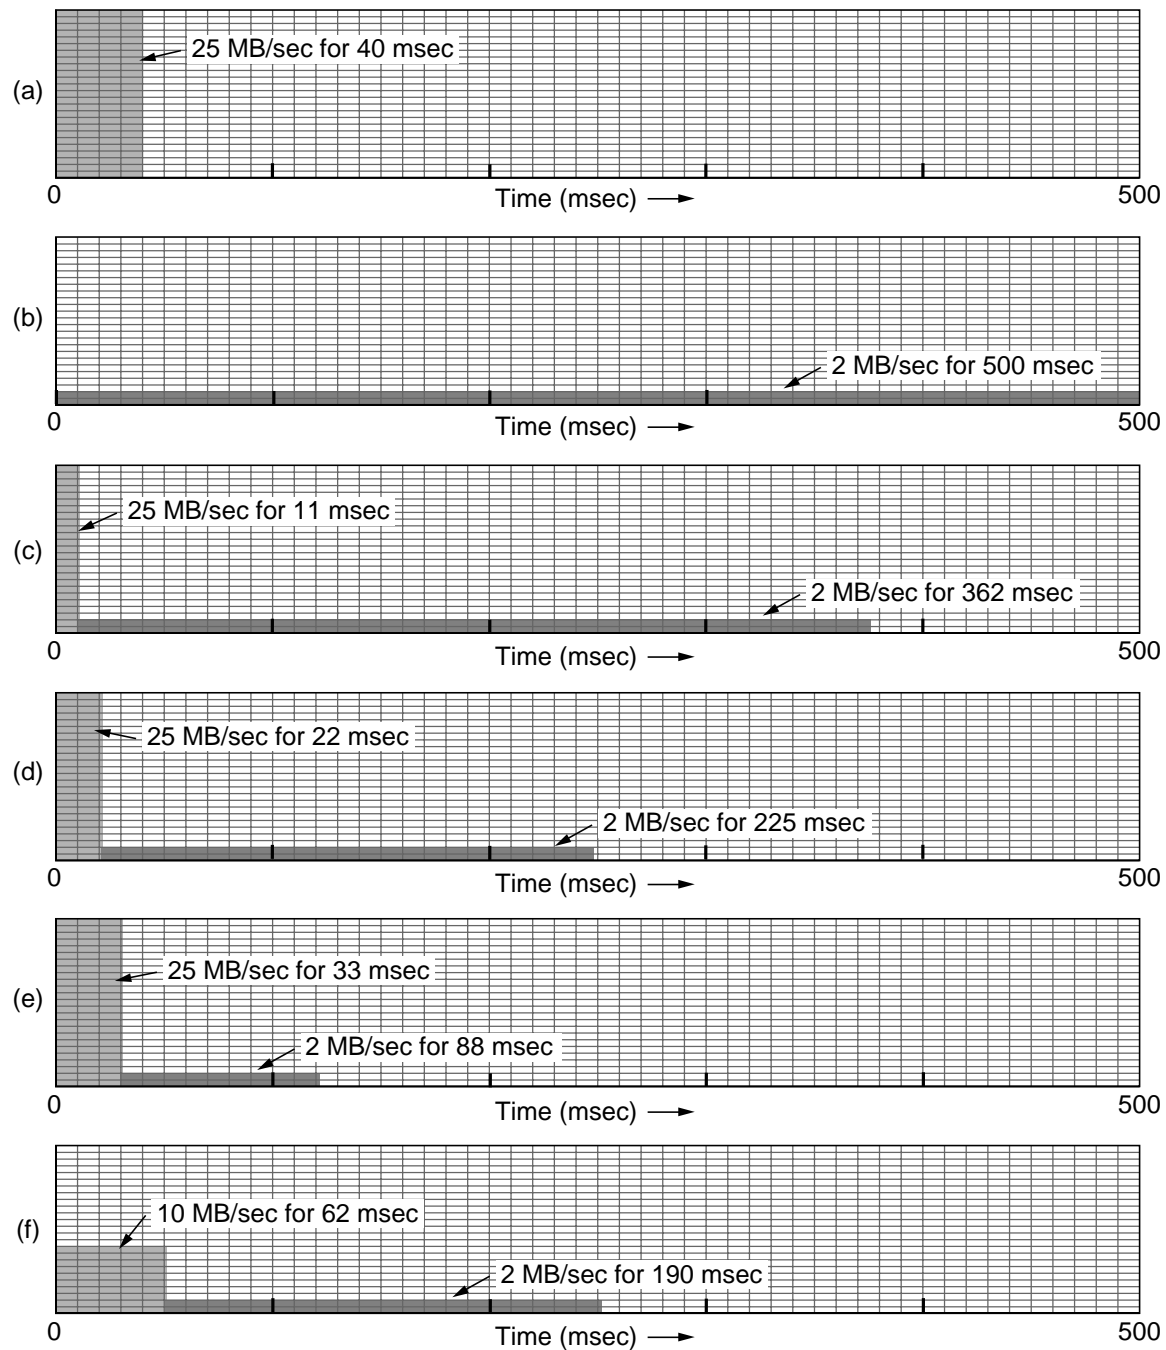 25 MB/sec for 40 msec
(a)
0 Time (msec) 500
(b)
2 MB/sec for 500 msec
0 Time (msec) 500
25 MB/sec for 11 msec
(c)
2 MB/sec for 362 msec
0 Time (msec) 500
25 MB/sec for 22 msec
(d)
2 MB/sec for 225 msec
0 Time (msec) 500
25 MB/sec for 33 msec
(e)
2 MB/sec for 88 msec
0 Time (msec) 500
10 MB/sec for 62 msec
(f)
2 MB/sec for 190 msec
0 Time (msec) 500